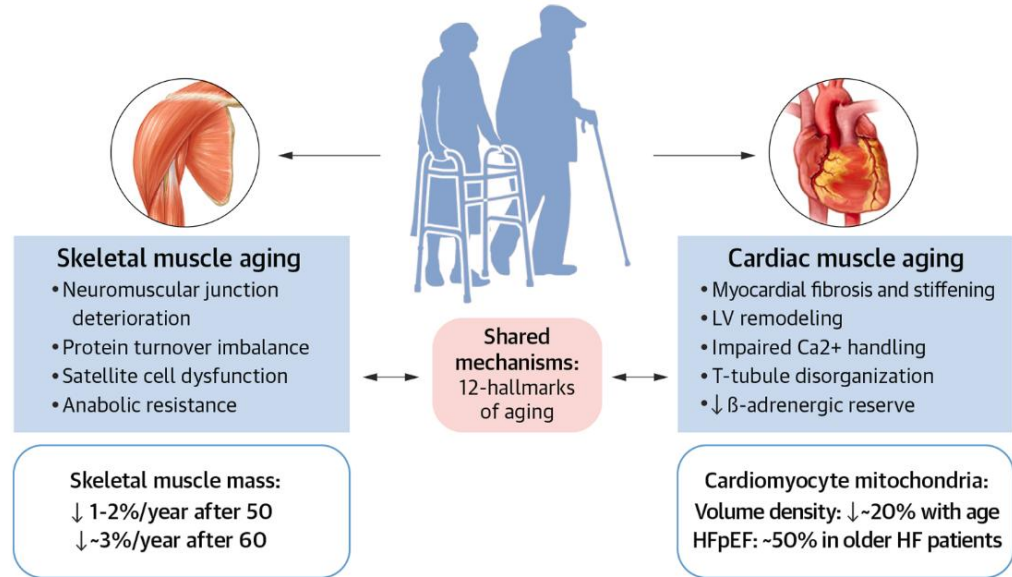 Skeletal muscle aging
• Neuromuscular junction
deterioration
• Protein turnover imbalance
• Satellite cell dysfunction
• Anabolic resistance
Skeletal muscle mass:
↓ 1-2%/year after 50
↓~3%/year after 60
Shared
mechanisms:
12-hallmarks
of aging
Cardiac muscle aging
• Myocardial fibrosis and stiffening
• LV remodeling
• Impaired Ca2+ handling
• T-tubule disorganization
• ↓ ß-adrenergic reserve
Cardiomyocyte mitochondria:
Volume density: ↓~20% with age
HFpEF: ~50% in older HF patients